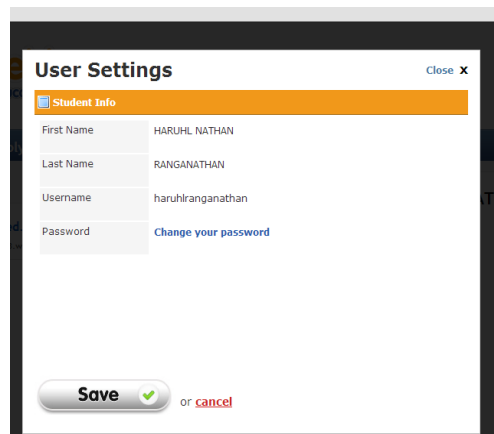 User Settings
Close X
Student Info
First Name HARUHL NATHAN
Last Name RANGANATHAN
Username haruhlranganathan
Password Change your password
Save or cancel